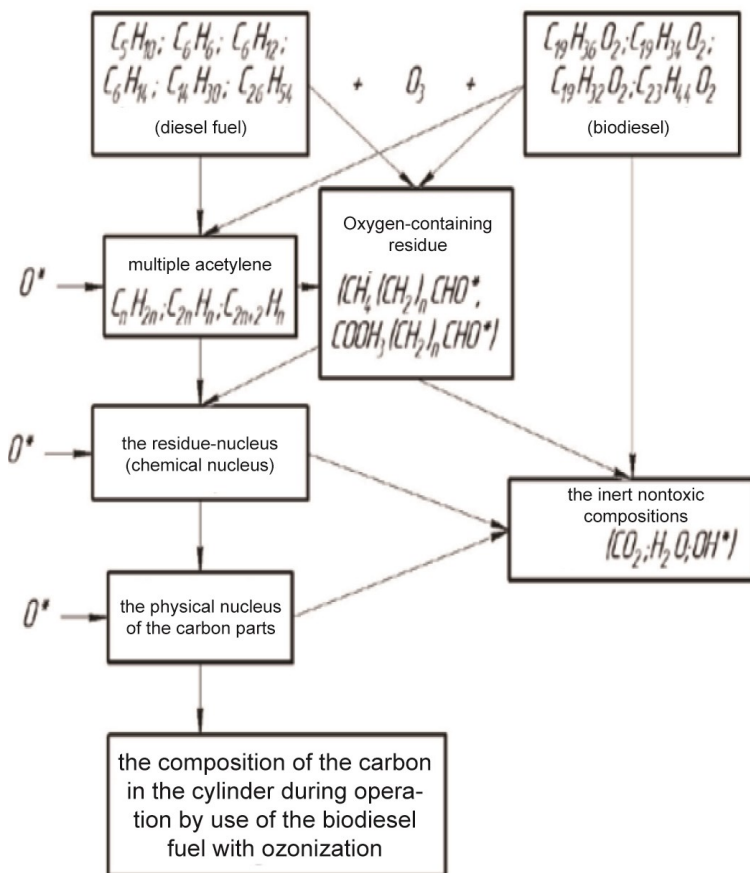 C₅H₁₀; C₆H₆; C₆H₁₂;
C₆H₁₄; C₁₄H₃₀; C₂₆H₅₄
(diesel fuel)
+ O₃ +
C₁₉H₃₆O₂; C₁₉H₃₄O₂;
C₁₉H₃₂O₂; C₂₃H₄₄O₂
(biodiesel)
Oxygen-containing
residue
(CH₄(CH₂)ₙCHO*,
COOH₃(CH₂)ₙCHO*)
O*
multiple acetylene
CₙH₂ₙ; C₂ₙHₙ; C₂ₙ₊₂Hₙ
O*
the residue-nucleus
(chemical nucleus)
the inert nontoxic
compositions
(CO₂; H₂O; OH*)
O*
the physical nucleus
of the carbon parts
the composition of the carbon
in the cylinder during opera-
tion by use of the biodiesel
fuel with ozonization